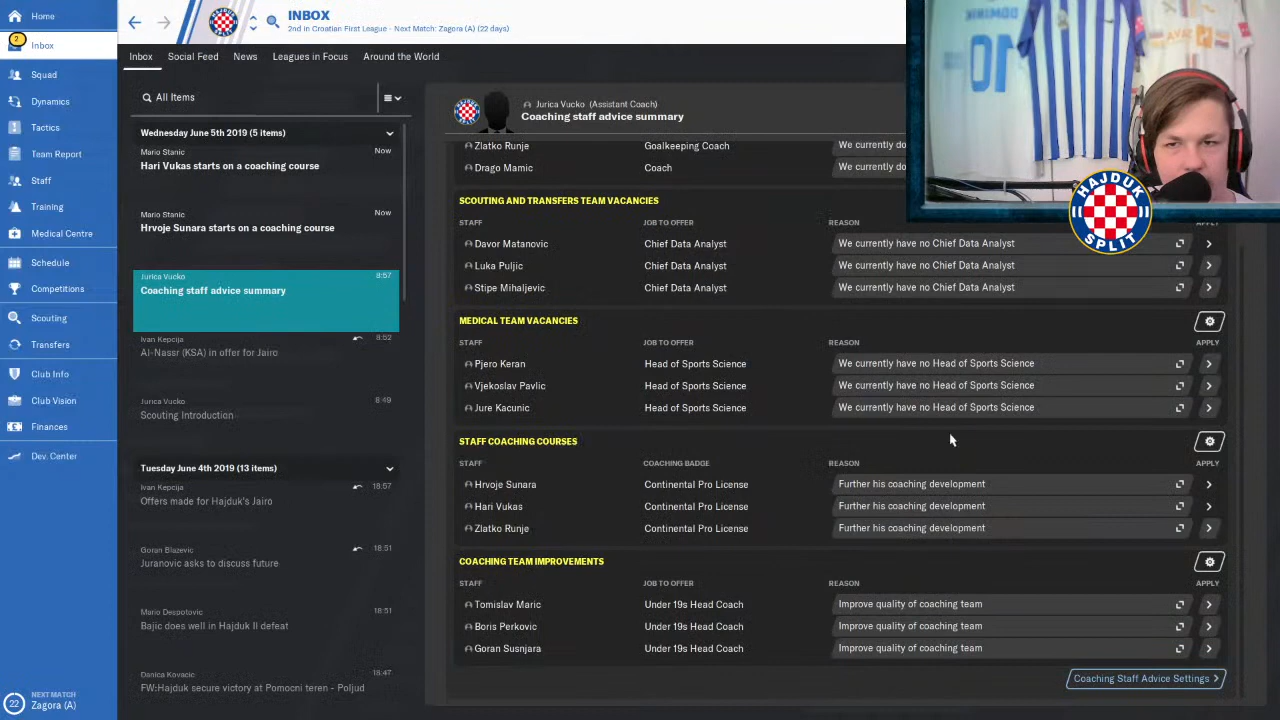 Home
2
Inbox
Squad
Dynamics
Tactics
Team Report
Staff
Training
Medical Centre
Schedule
Competitions
Scouting
Transfers
Club Info
Club Vision
Finances
Dev. Center
22
NEXT MATCH
Zagora (A)
INBOX
2nd in Croatian First League - Next Match: Zagora (A) (22 days)
Inbox Social Feed News Leagues in Focus Around the World
All Items
Wednesday June 5th 2019 (5 items)
Mario Stanic Now
Hari Vukas starts on a coaching course
Mario Stanic Now
Hrvoje Sunara starts on a coaching course
Jurica Vucko 8:57
Coaching staff advice summary
Ivan Kepcija 8:52
Al-Nassr (KSA) in offer for Jairo
Jurica Vucko 8:49
Scouting Introduction
Tuesday June 4th 2019 (13 items)
Ivan Kepcija 18:57
Offers made for Hajduk's Jairo
Goran Blazevic 18:51
Juranovic asks to discuss future
Mario Despotovic 18:51
Bajic does well in Hajduk II defeat
Danica Kovacic 18:47
FW:Hajduk secure victory at Pomocni teren - Poljud
Jurica Vucko (Assistant Coach)
Coaching staff advice summary
Zlatko Runje Goalkeeping Coach We currently do
Drago Mamic Coach We currently do
SCOUTING AND TRANSFERS TEAM VACANCIES
STAFF JOB TO OFFER REASON APPLY
Davor Matanovic Chief Data Analyst We currently have no Chief Data Analyst
Luka Puljic Chief Data Analyst We currently have no Chief Data Analyst
Stipe Mihaljevic Chief Data Analyst We currently have no Chief Data Analyst
MEDICAL TEAM VACANCIES
STAFF JOB TO OFFER REASON APPLY
Pjero Keran Head of Sports Science We currently have no Head of Sports Science
Vjekoslav Pavlic Head of Sports Science We currently have no Head of Sports Science
Jure Kacunic Head of Sports Science We currently have no Head of Sports Science
STAFF COACHING COURSES
STAFF COACHING BADGE REASON APPLY
Hrvoje Sunara Continental Pro License Further his coaching development
Hari Vukas Continental Pro License Further his coaching development
Zlatko Runje Continental Pro License Further his coaching development
COACHING TEAM IMPROVEMENTS
STAFF JOB TO OFFER REASON APPLY
Tomislav Maric Under 19s Head Coach Improve quality of coaching team
Boris Perkovic Under 19s Head Coach Improve quality of coaching team
Goran Susnjara Under 19s Head Coach Improve quality of coaching team
Coaching Staff Advice Settings
DOMINIK
10
HAJDUK
SPLIT